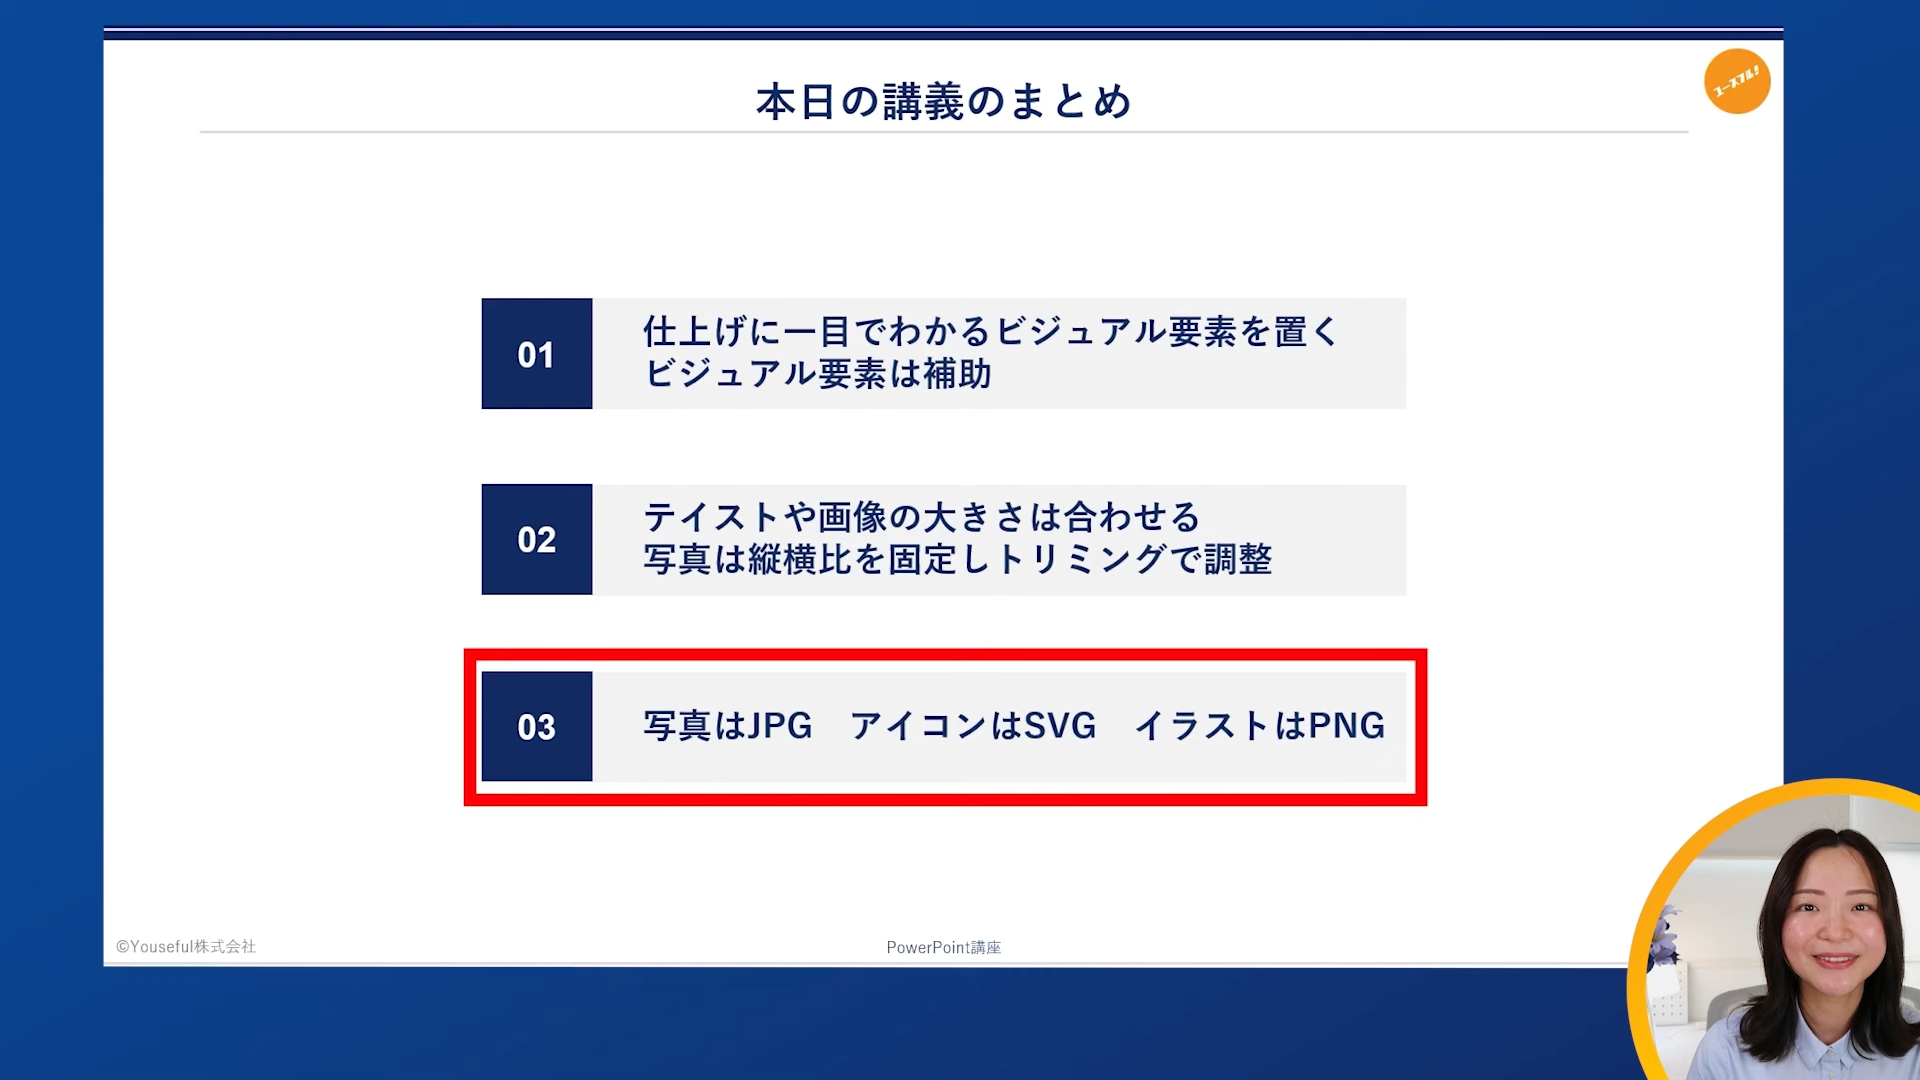 本日の講義のまとめ
ユースフル!
01
仕上げに一目でわかるビジュアル要素を置く
ビジュアル要素は補助
02
テイストや画像の大きさは合わせる
写真は縦横比を固定しトリミングで調整
03
写真はJPG　アイコンはSVG　イラストはPNG
©Youseful株式会社
PowerPoint講座